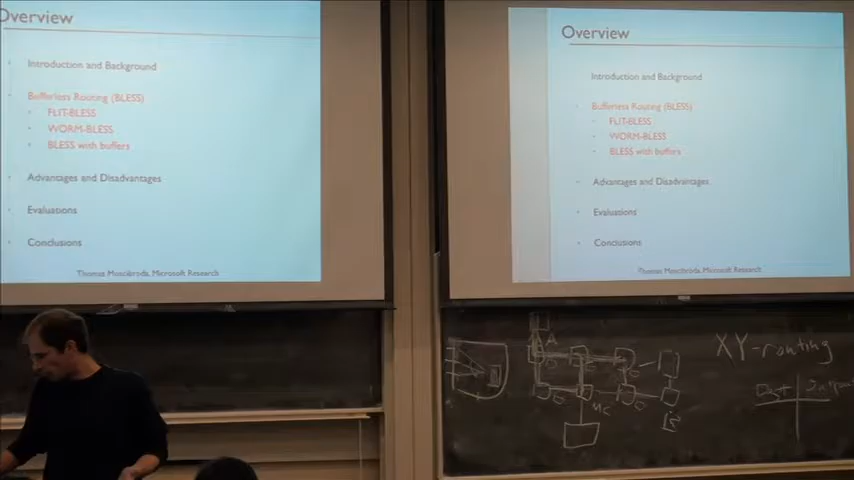 Overview
Introduction and Background
Bufferless Routing (BLESS)
FLIT-BLESS
WORM-BLESS
BLESS with buffers
Advantages and Disadvantages
Evaluations
Conclusions
Thomas Moscibroda, Microsoft Research
Overview
Introduction and Background
Bufferless Routing (BLESS)
FLIT-BLESS
WORM-BLESS
BLESS with buffers
Advantages and Disadvantages
Evaluations
Conclusions
Thomas Moscibroda, Microsoft Research
A
MC
XY-routing
Dst